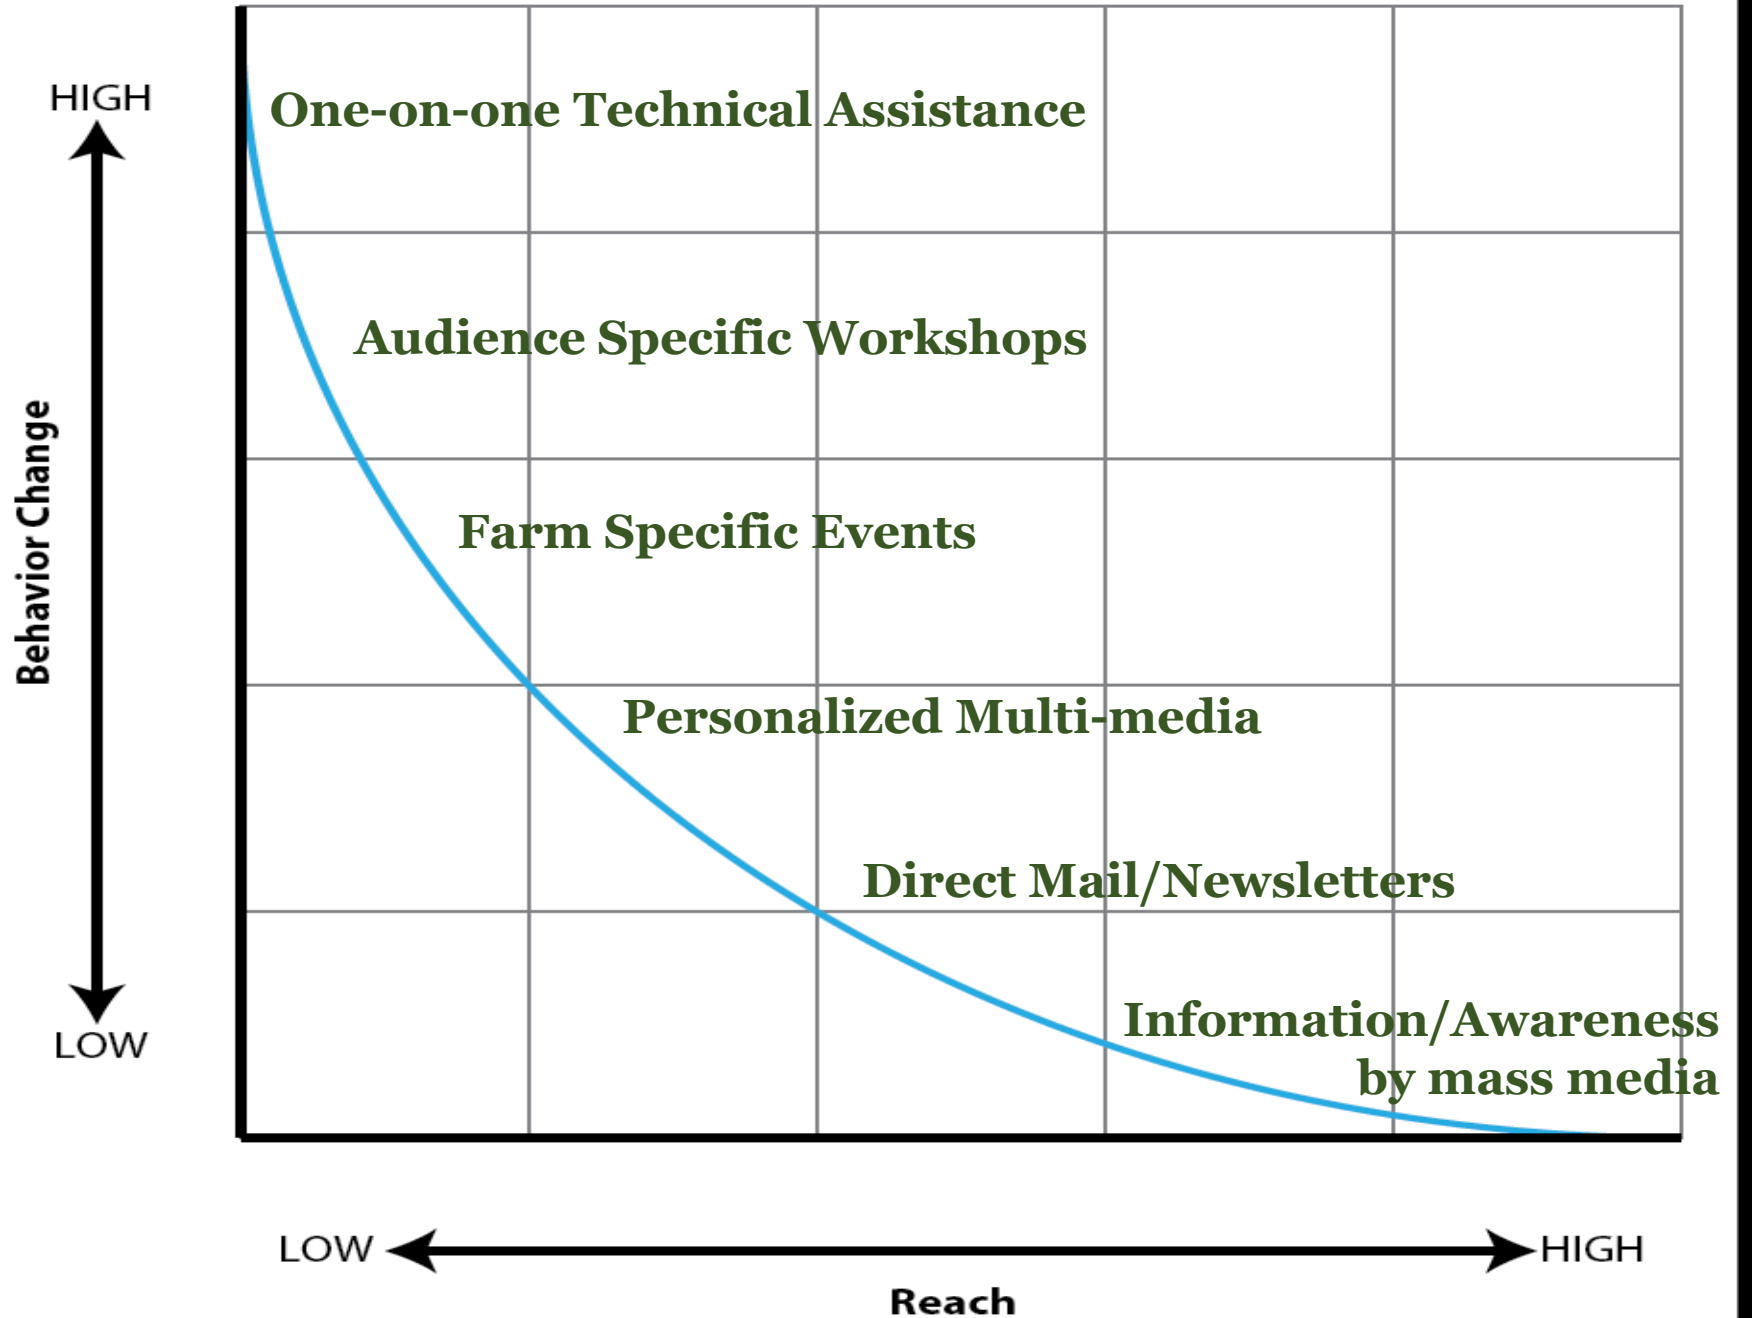 HIGH
One-on-one Technical Assistance
Audience Specific Workshops
Behavior Change
Farm Specific Events
Personalized Multi-media
Direct Mail/Newsletters
Information/Awareness
by mass media
LOW
LOW
HIGH
Reach